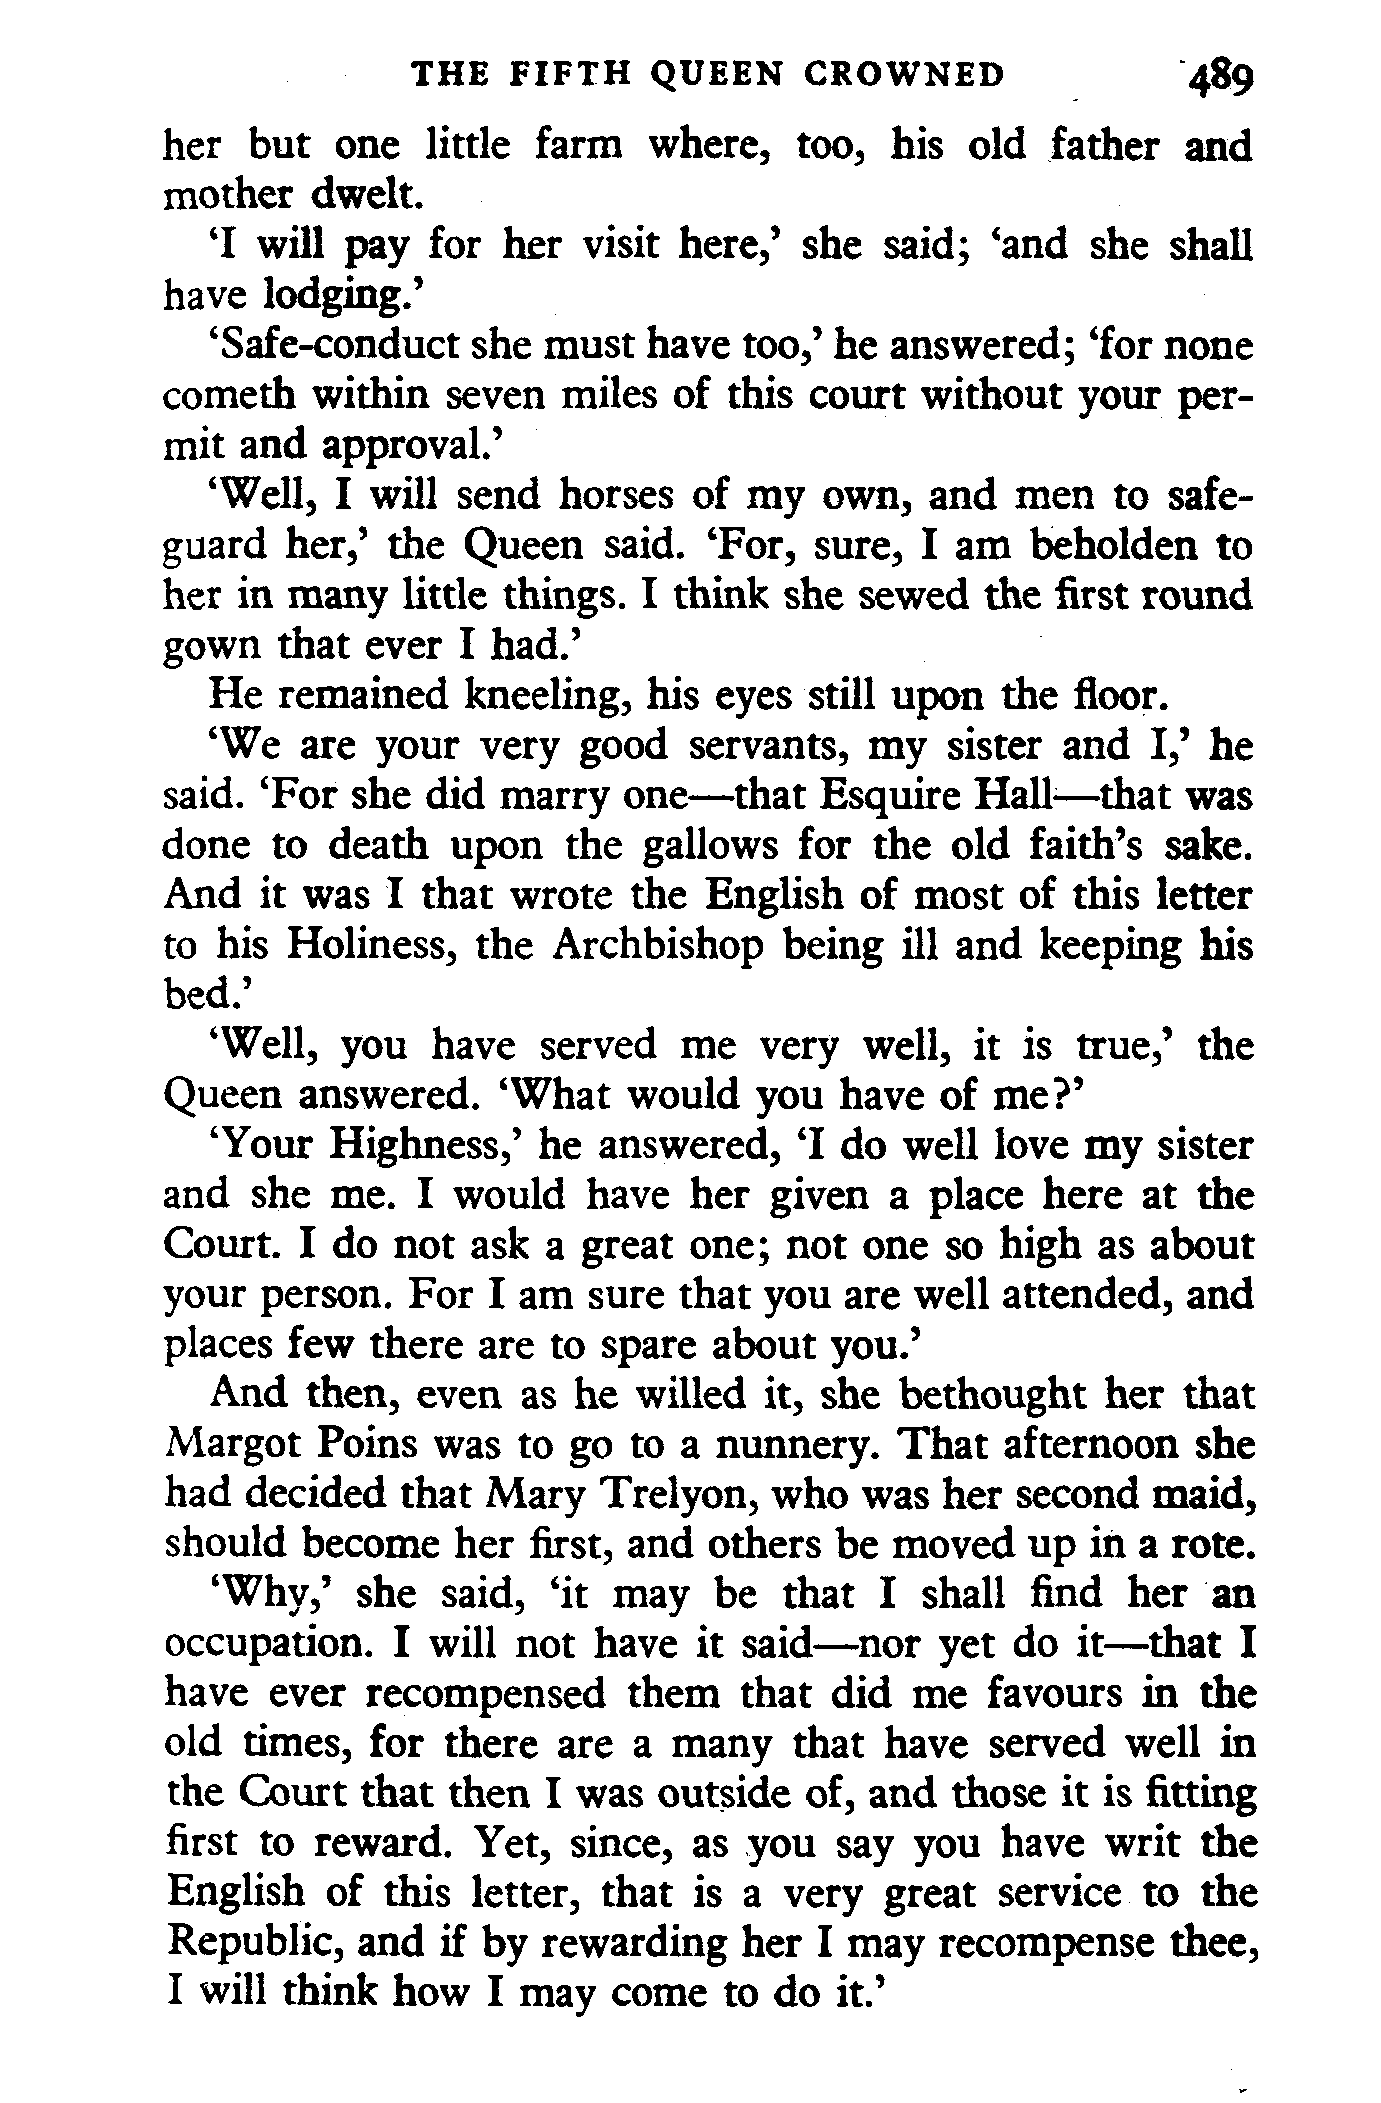 THE FIFTH QUEEN CROWNED 489
her but one little farm where, too, his old father and
mother dwelt.
‘I will pay for her visit here,’ she said; ‘and she shall
have lodging.’
‘Safe-conduct she must have too,’ he answered; ‘for none
cometh within seven miles of this court without your per-
mit and approval.’
‘Well, I will send horses of my own, and men to safe-
guard her,’ the Queen said. ‘For, sure, I am beholden to
her in many little things. I think she sewed the first round
gown that ever I had.’
He remained kneeling, his eyes still upon the floor.
‘We are your very good servants, my sister and I,’ he
said. ‘For she did marry one—that Esquire Hall—that was
done to death upon the gallows for the old faith’s sake.
And it was I that wrote the English of most of this letter
to his Holiness, the Archbishop being ill and keeping his
bed.’
‘Well, you have served me very well, it is true,’ the
Queen answered. ‘What would you have of me?’
‘Your Highness,’ he answered, ‘I do well love my sister
and she me. I would have her given a place here at the
Court. I do not ask a great one; not one so high as about
your person. For I am sure that you are well attended, and
places few there are to spare about you.’
And then, even as he willed it, she bethought her that
Margot Poins was to go to a nunnery. That afternoon she
had decided that Mary Trelyon, who was her second maid,
should become her first, and others be moved up in a rote.
‘Why,’ she said, ‘it may be that I shall find her an
occupation. I will not have it said—nor yet do it—that I
have ever recompensed them that did me favours in the
old times, for there are a many that have served well in
the Court that then I was outside of, and those it is fitting
first to reward. Yet, since, as you say you have writ the
English of this letter, that is a very great service to the
Republic, and if by rewarding her I may recompense thee,
I will think how I may come to do it.’